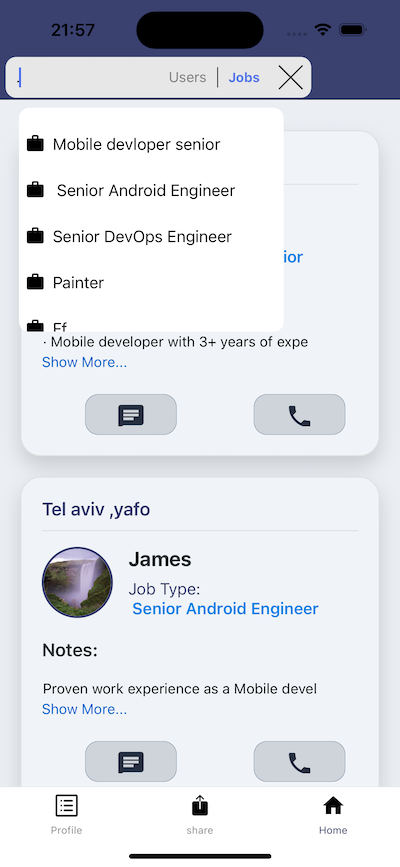 21:57
.
Users | Jobs
Mobile devloper senior
Senior Android Engineer
Senior DevOps Engineer
Painter
Ff
ior
· Mobile developer with 3+ years of expe
Show More...
Tel aviv ,yafo
James
Job Type:
Senior Android Engineer
Notes:
Proven work experience as a Mobile devel
Show More...
Profile share Home